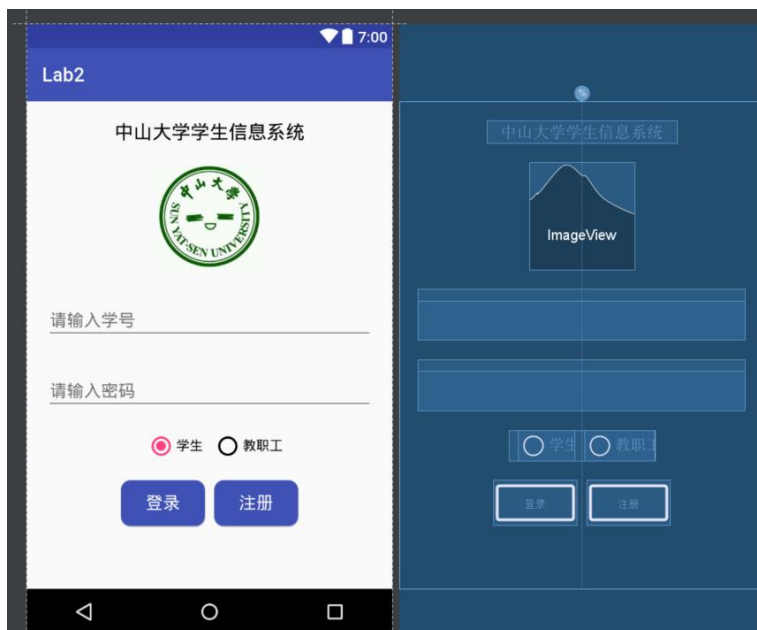 7:00
Lab2
中山大学学生信息系统
中山大学
SUN YAT-SEN UNIVERSITY
请输入学号
请输入密码
学生 教职工
登录 注册
%
中山大学学生信息系统
ImageView
学生 教职工
登录 注册